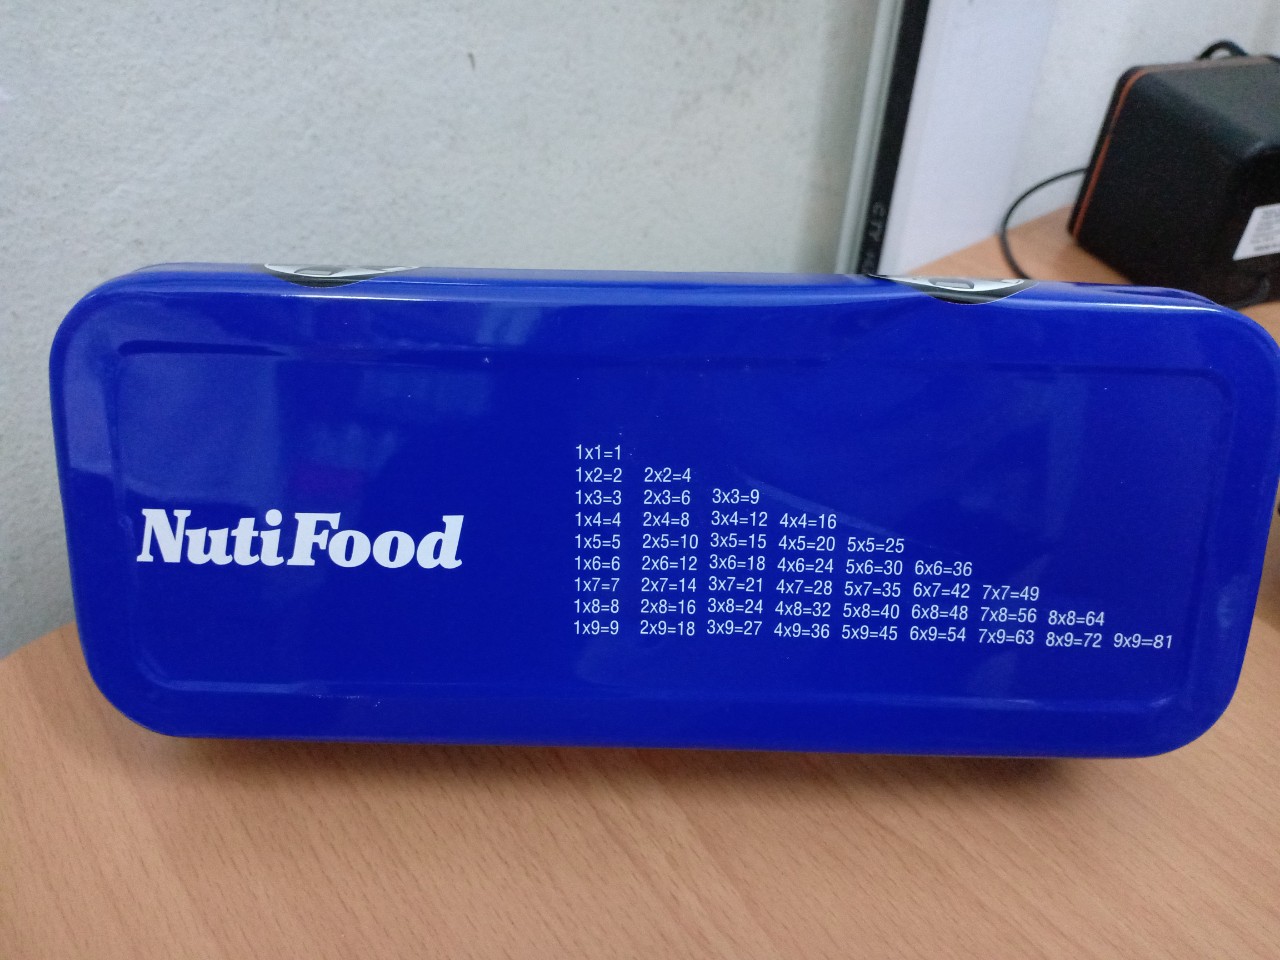 NutiFood
1x1=1
1x2=2 2x2=4
1x3=3 2x3=6 3x3=9
1x4=4 2x4=8 3x4=12 4x4=16
1x5=5 2x5=10 3x5=15 4x5=20 5x5=25
1x6=6 2x6=12 3x6=18 4x6=24 5x6=30 6x6=36
1x7=7 2x7=14 3x7=21 4x7=28 5x7=35 6x7=42 7x7=49
1x8=8 2x8=16 3x8=24 4x8=32 5x8=40 6x8=48 7x8=56 8x8=64
1x9=9 2x9=18 3x9=27 4x9=36 5x9=45 6x9=54 7x9=63 8x9=72 9x9=81